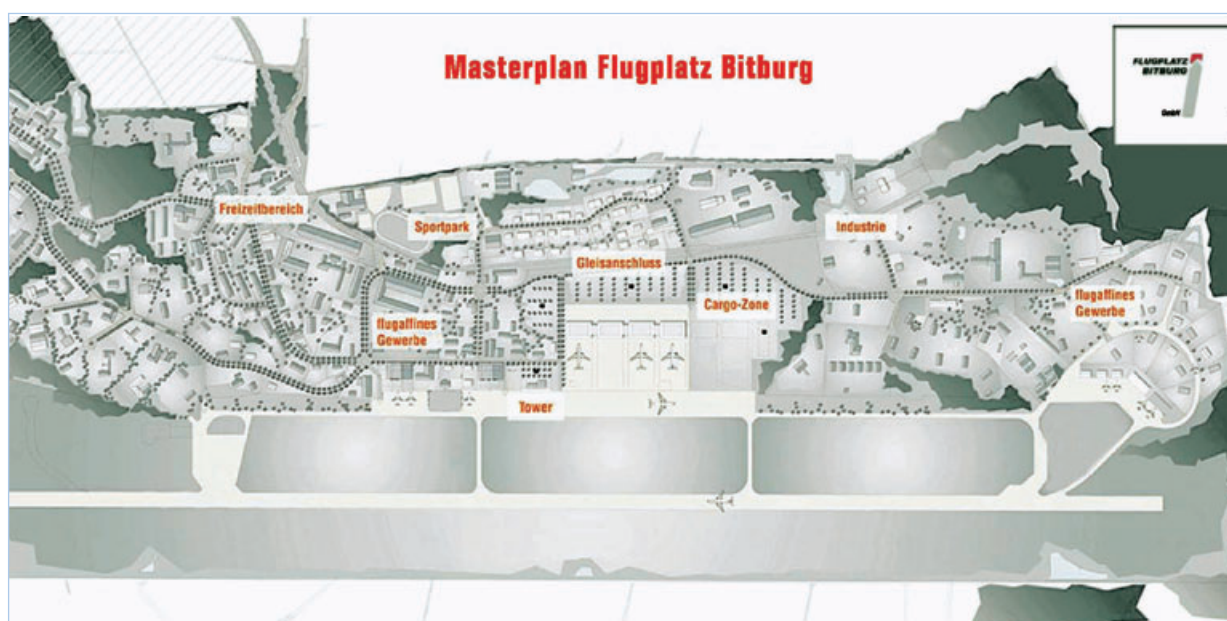 Masterplan Flugplatz Bitburg
FLUGPLATZ
BITBURG
GmbH
Freizeitbereich
Sportpark
Industrie
Gleisanschluss
Cargo-Zone
flugaffines
Gewerbe
flugaffines
Gewerbe
Tower